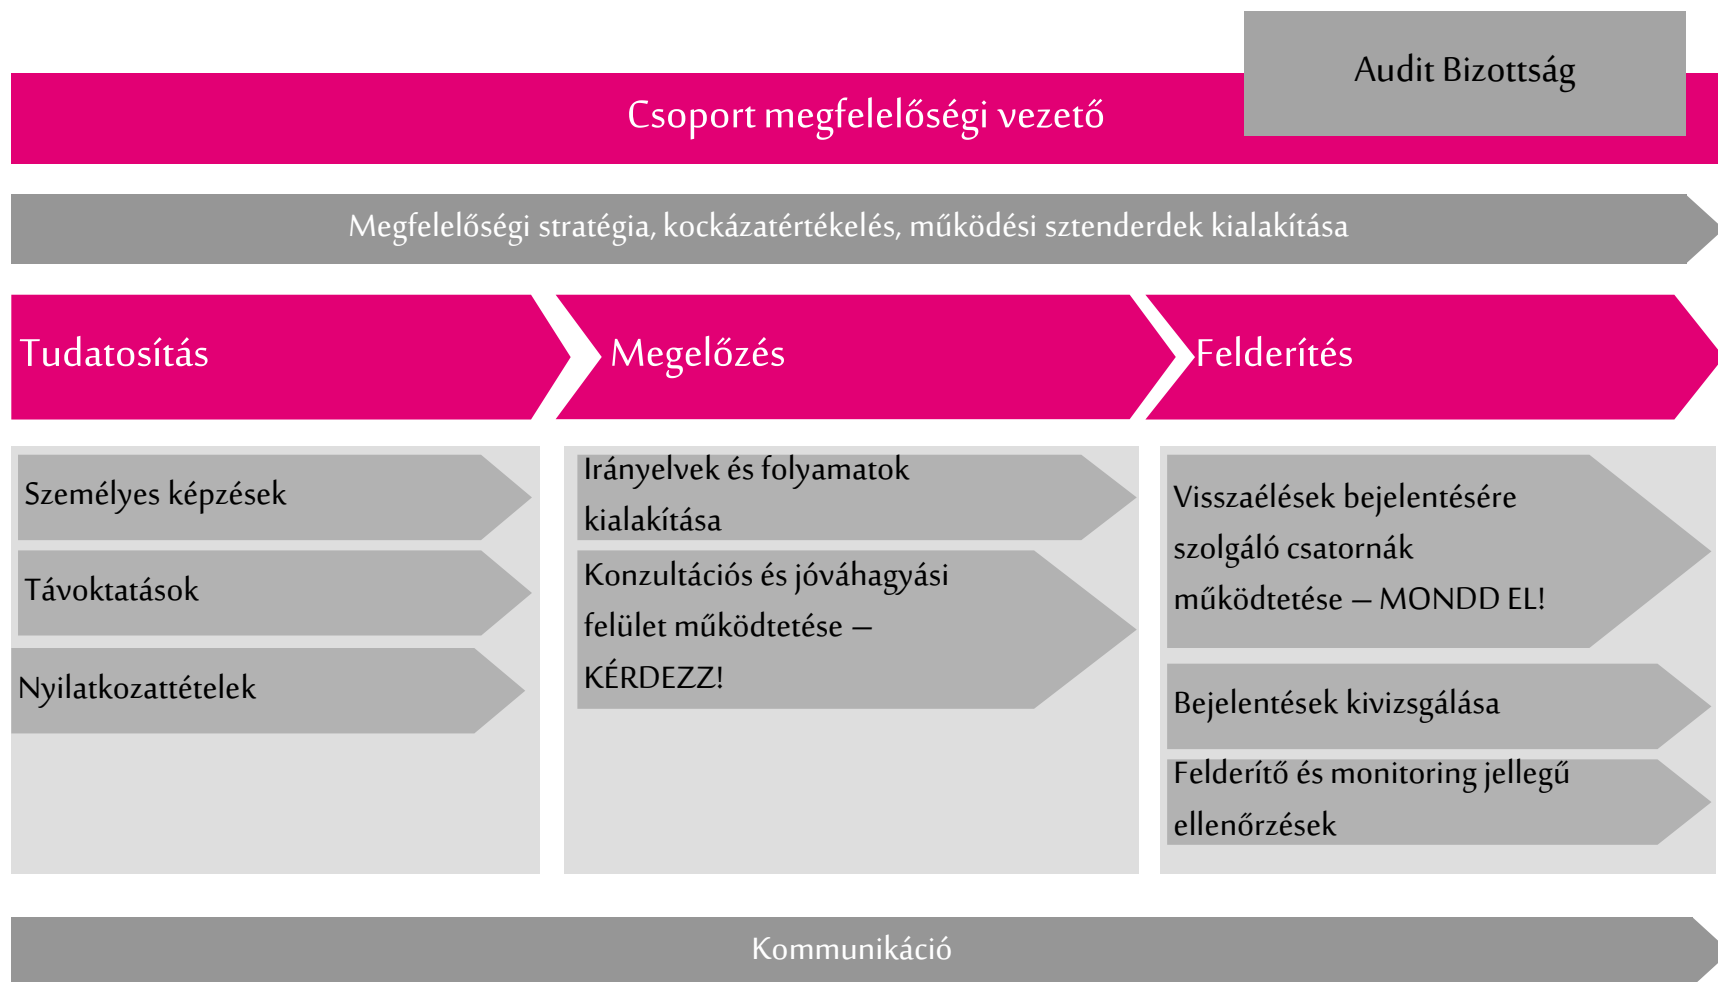 Audit Bizottság
Csoport megfelelőségi vezető
Megfelelőségi stratégia, kockázatértékelés, működési sztenderdek kialakítása
Tudatosítás
Megelőzés
Felderítés
Személyes képzések
Távoktatások
Nyilatkozattételek
Irányelvek és folyamatok
kialakítása
Konzultációs és jóváhagyási
felület működtetése –
KÉRDEZZ!
Visszaélések bejelentésére
szolgáló csatornák
működtetése – MONDD EL!
Bejelentések kivizsgálása
Felderítő és monitoring jellegű
ellenőrzések
Kommunikáció